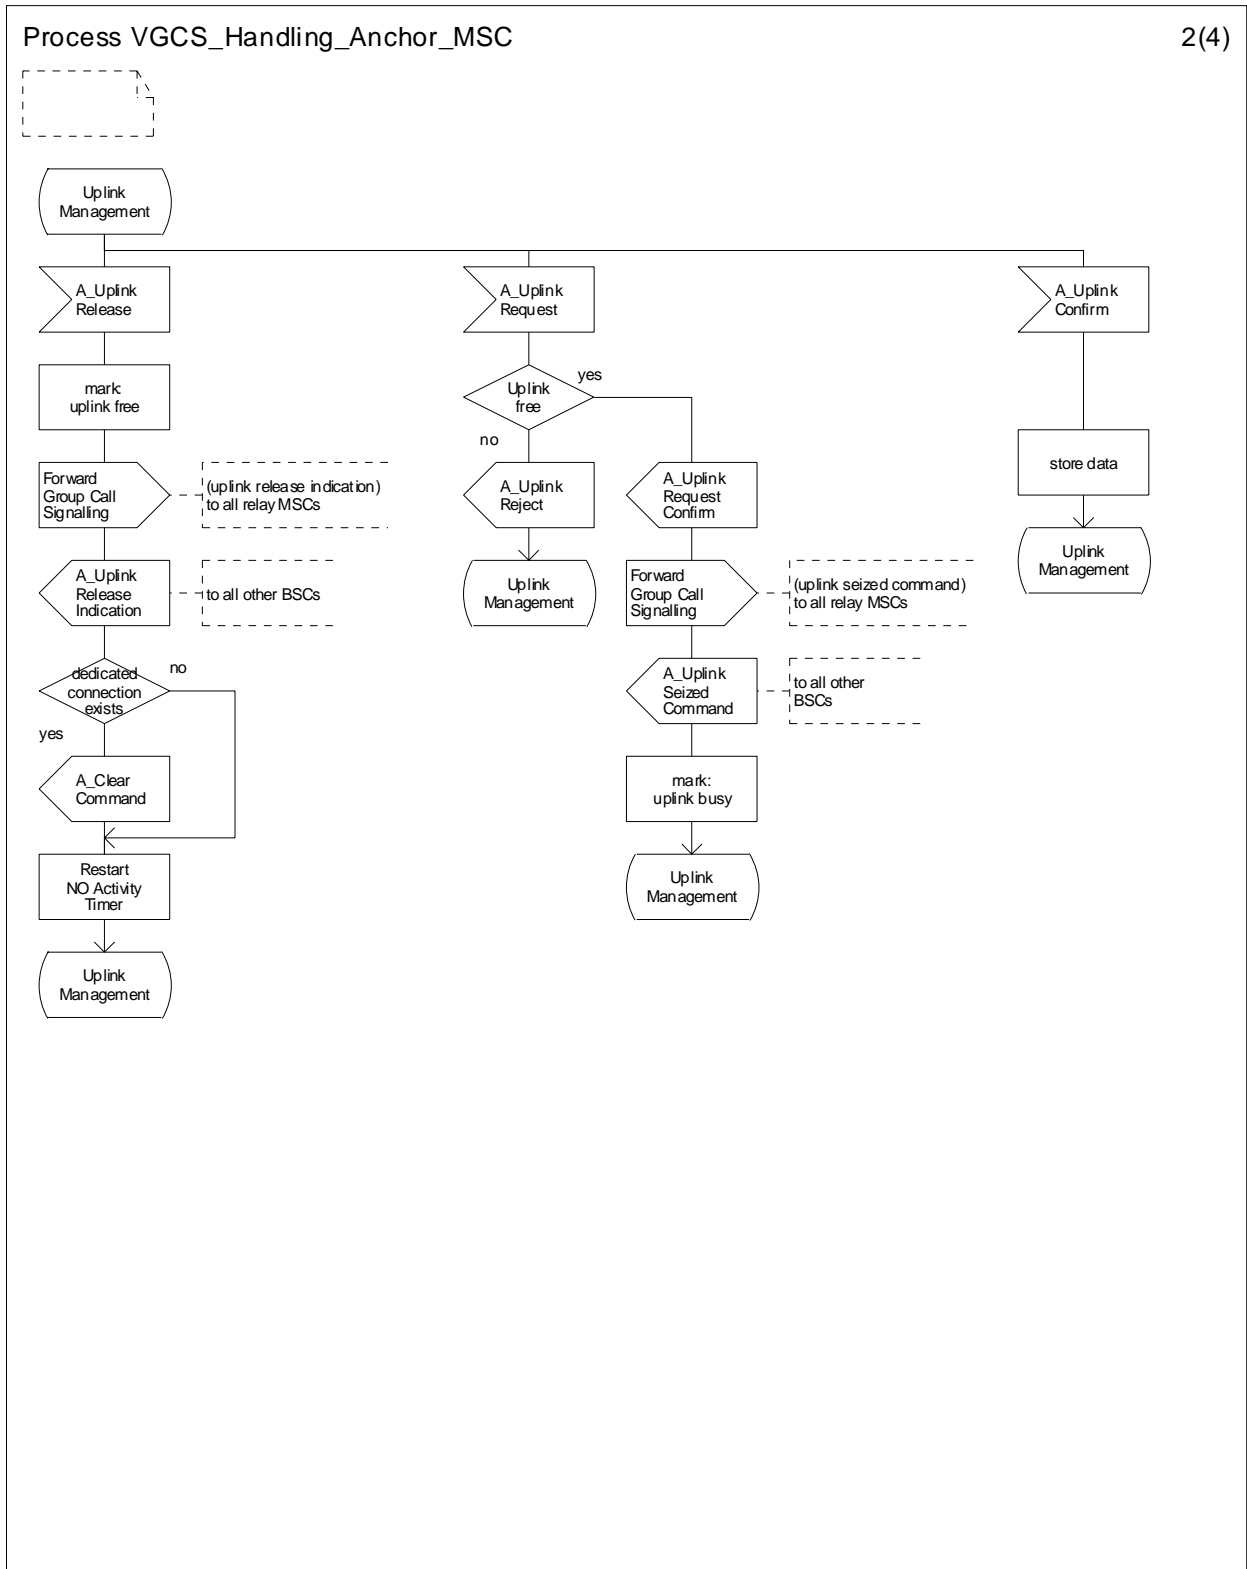 Process VGCS_Handling_Anchor_MSC
2(4)
Uplink
Management
A_Uplink
Release
mark:
uplink free
Forward
Group Call
Signalling
(uplink release indication)
to all relay MSCs
A_Uplink
Release
Indication
to all other BSCs
dedicated
connection
exists
no
yes
A_Clear
Command
Restart
NO Activity
Timer
Uplink
Management
A_Uplink
Request
Uplink
free
yes
no
A_Uplink
Reject
Uplink
Management
A_Uplink
Request
Confirm
Forward
Group Call
Signalling
(uplink seized command)
to all relay MSCs
A_Uplink
Seized
Command
to all other
BSCs
mark:
uplink busy
Uplink
Management
A_Uplink
Confirm
store data
Uplink
Management